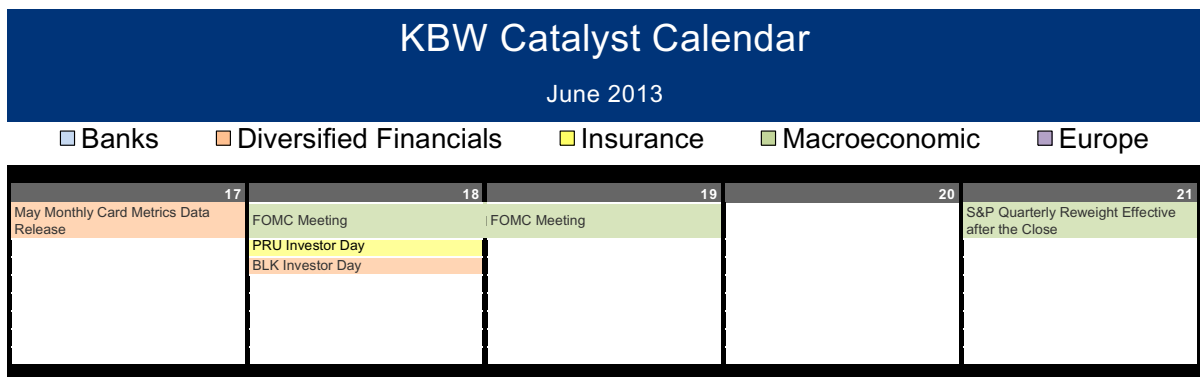 KBW Catalyst Calendar
June 2013
Banks Diversified Financials Insurance Macroeconomic Europe
17 18 19 20 21
May Monthly Card Metrics Data
Release
FOMC Meeting
FOMC Meeting
S&P Quarterly Reweight Effective
after the Close
PRU Investor Day
BLK Investor Day